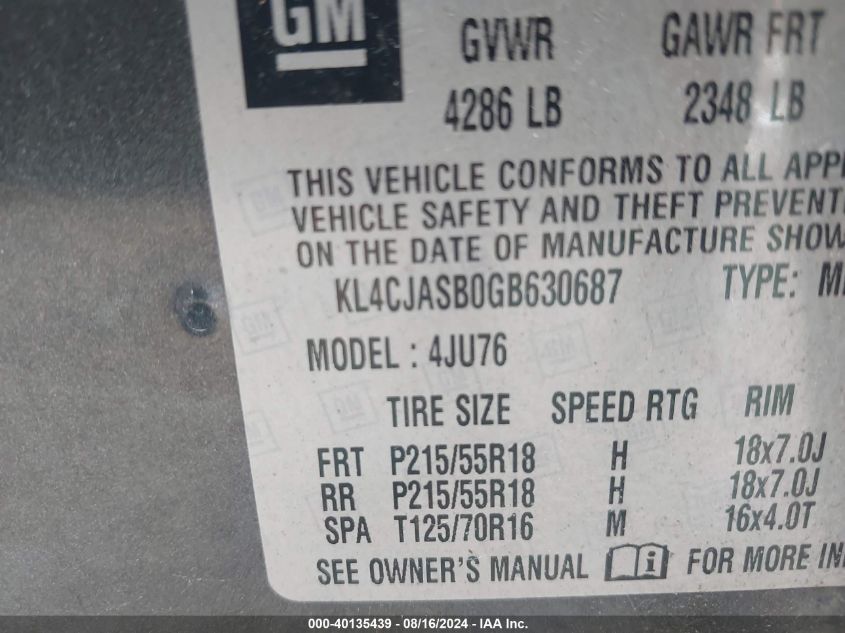 GM
GVWR GAWR FRT
4286 LB 2348 LB
THIS VEHICLE CONFORMS TO ALL APPL
VEHICLE SAFETY AND THEFT PREVENTI
ON THE DATE OF MANUFACTURE SHOW
KL4CJASB0GB630687 TYPE: M
MODEL : 4JU76
TIRE SIZE SPEED RTG RIM
FRT P215/55R18 H 18x7.0J
RR P215/55R18 H 18x7.0J
SPA T125/70R16 M 16x4.0T
SEE OWNER'S MANUAL i FOR MORE IN
000-40135439 - 08/16/2024 - IAA Inc.